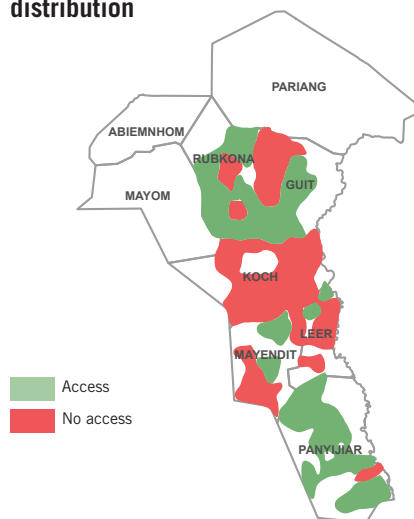 distribution
PARIANG
ABIEMNHOM
RUBKONA
GUIT
MAYOM
KOCH
LEER
MAYENDIT
Access
No access
PANYIJIAR